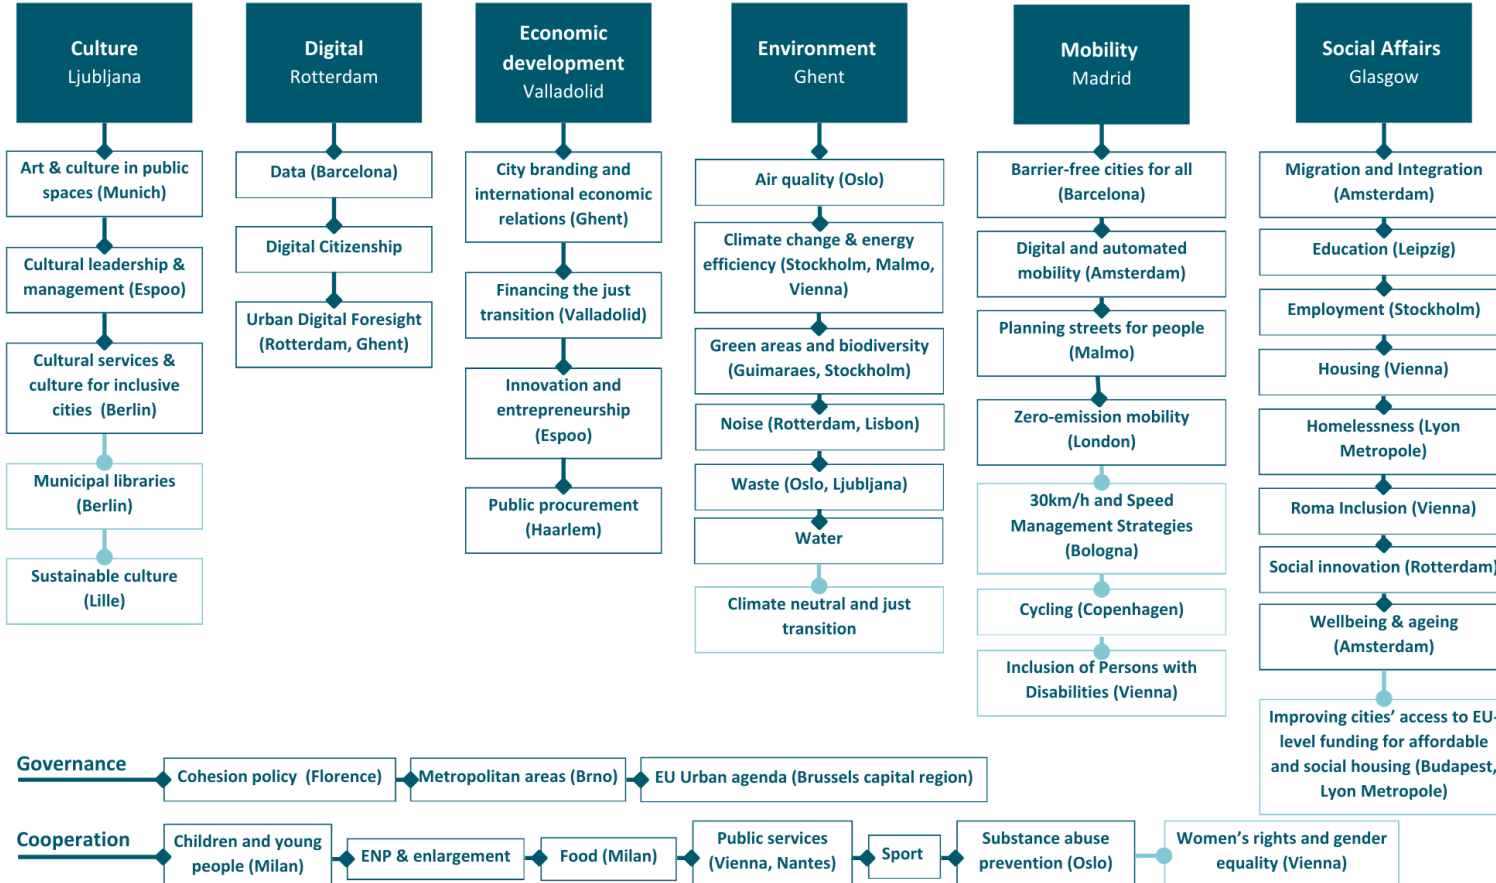 Culture
Ljubljana
Art & culture in public
spaces (Munich)
Cultural leadership &
management (Espoo)
Cultural services &
culture for inclusive
cities (Berlin)
Municipal libraries
(Berlin)
Sustainable culture
(Lille)
Digital
Rotterdam
Data (Barcelona)
Digital Citizenship
Urban Digital Foresight
(Rotterdam, Ghent)
Economic
development
Valladolid
City branding and
international economic
relations (Ghent)
Financing the just
transition (Valladolid)
Innovation and
entrepreneurship
(Espoo)
Public procurement
(Haarlem)
Environment
Ghent
Air quality (Oslo)
Climate change & energy
efficiency (Stockholm, Malmo,
Vienna)
Green areas and biodiversity
(Guimaraes, Stockholm)
Noise (Rotterdam, Lisbon)
Waste (Oslo, Ljubljana)
Water
Climate neutral and just
transition
Mobility
Madrid
Barrier-free cities for all
(Barcelona)
Digital and automated
mobility (Amsterdam)
Planning streets for people
(Malmo)
Zero-emission mobility
(London)
30km/h and Speed
Management Strategies
(Bologna)
Cycling (Copenhagen)
Inclusion of Persons with
Disabilities (Vienna)
Social Affairs
Glasgow
Migration and Integration
(Amsterdam)
Education (Leipzig)
Employment (Stockholm)
Housing (Vienna)
Homelessness (Lyon
Metropole)
Roma Inclusion (Vienna)
Social innovation (Rotterdam)
Wellbeing & ageing
(Amsterdam)
Improving cities’ access to EU-
level funding for affordable
and social housing (Budapest,
Lyon Metropole)
Governance
Cohesion policy (Florence)
Metropolitan areas (Brno)
EU Urban agenda (Brussels capital region)
Cooperation
Children and young
people (Milan)
ENP & enlargement
Food (Milan)
Public services
(Vienna, Nantes)
Sport
Substance abuse
prevention (Oslo)
Women’s rights and gender
equality (Vienna)